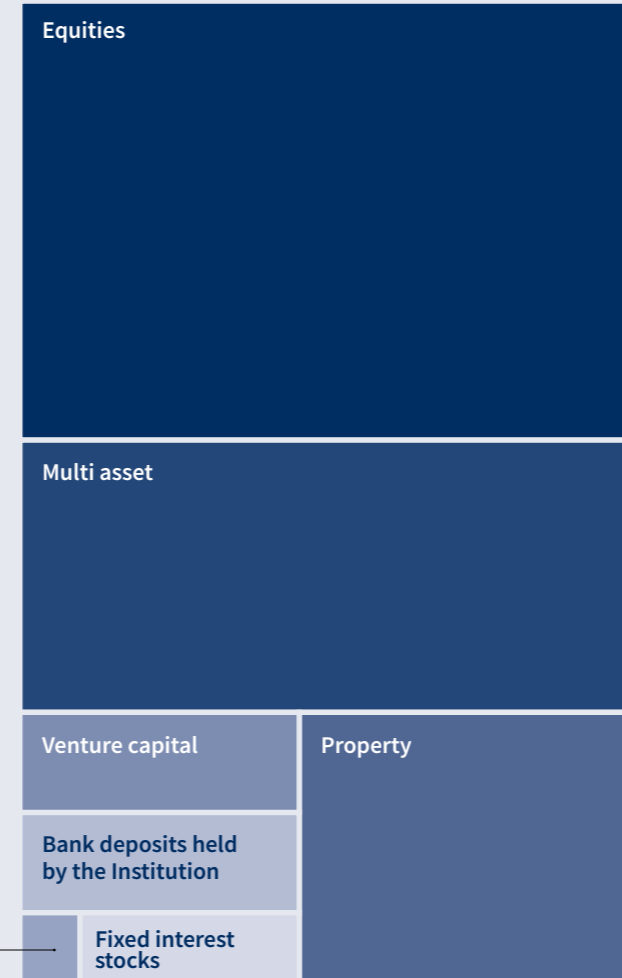 Equities
Multi asset
Venture capital
Property
Bank deposits held
by the Institution
Fixed interest
stocks